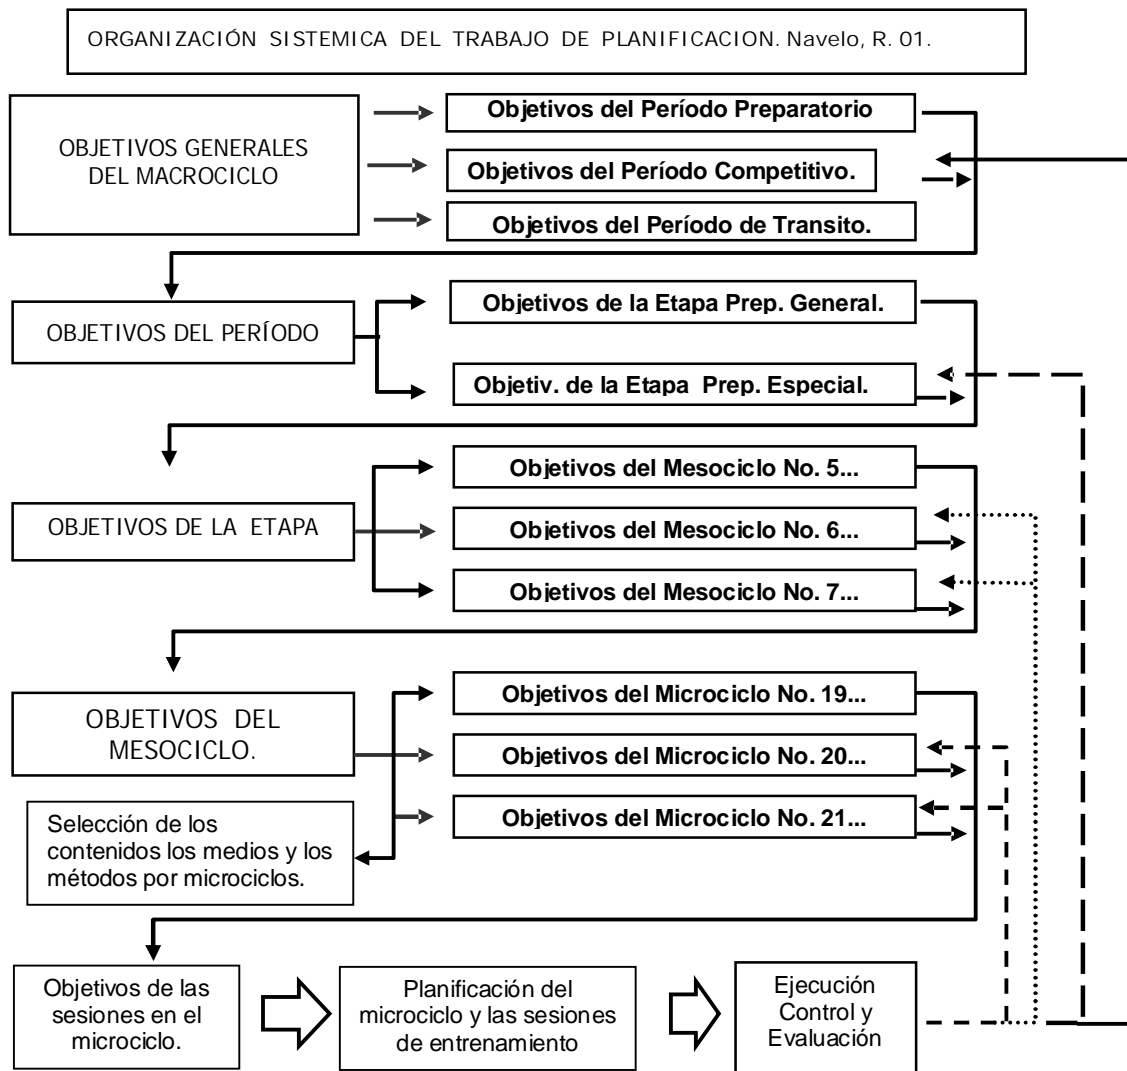 ORGANIZACIÓN SISTEMICA DEL TRABAJO DE PLANIFICACION. Navelo, R. 01.
OBJETIVOS GENERALES
DEL MACROCICLO
Objetivos del Período Preparatorio
Objetivos del Período Competitivo.
Objetivos del Período de Transito.
OBJETIVOS DEL PERÍODO
Objetivos de la Etapa Prep. General.
Objetiv. de la Etapa Prep. Especial.
OBJETIVOS DE LA ETAPA
Objetivos del Mesociclo No. 5...
Objetivos del Mesociclo No. 6...
Objetivos del Mesociclo No. 7...
OBJETIVOS DEL
MESOCICLO.
Objetivos del Microciclo No. 19...
Objetivos del Microciclo No. 20...
Objetivos del Microciclo No. 21...
Selección de los
contenidos los medios y los
métodos por microciclos.
Objetivos de las
sesiones en el
microciclo.
Planificación del
microciclo y las sesiones
de entrenamiento
Ejecución
Control y
Evaluación